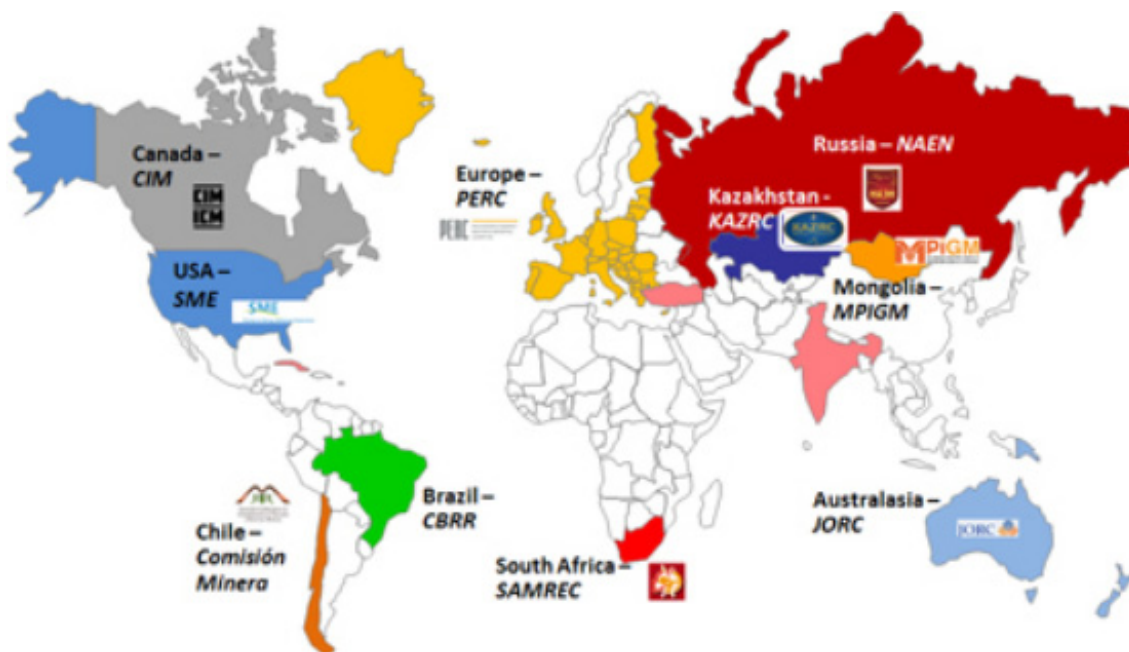 Canada –
CIM
CIM
ICM
USA –
SME
SME
Europe –
PERC
PERC
Russia – NAEN
Kazakhstan -
KAZRC
KAZRC
MPIGM
Mongolia –
MPIGM
Brazil –
CBRR
Chile –
Comisión
Minera
South Africa –
SAMREC
Australasia –
JORC
JORC